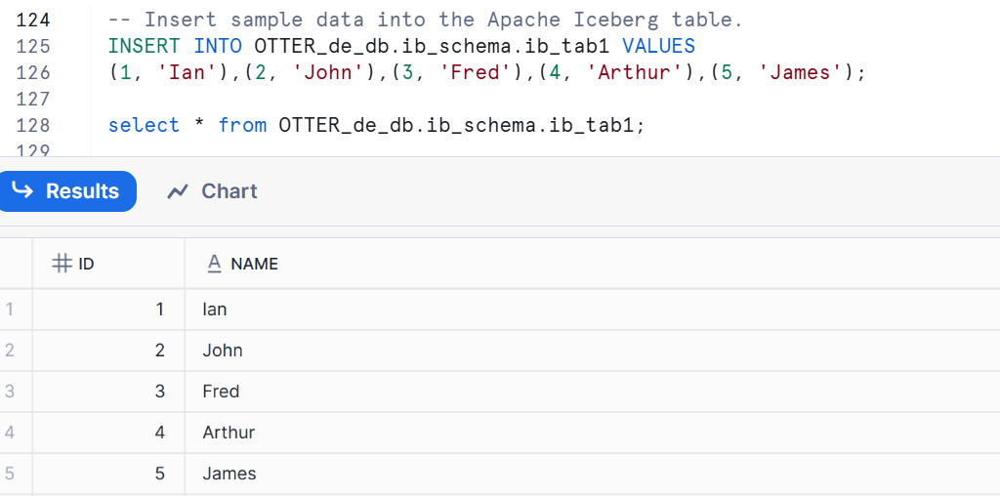 124 -- Insert sample data into the Apache Iceberg table.
125 INSERT INTO OTTER_de_db.ib_schema.ib_tab1 VALUES
126 (1, 'Ian'),(2, 'John'),(3, 'Fred'),(4, 'Arthur'),(5, 'James');
127
128 select * from OTTER_de_db.ib_schema.ib_tab1;
129
Results Chart
ID NAME
1 1 Ian
2 2 John
3 3 Fred
4 4 Arthur
5 5 James